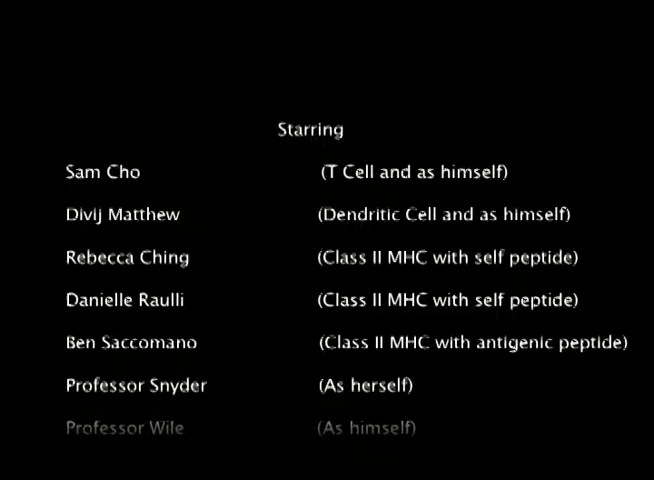 Starring
Sam Cho (T Cell and as himself)
Divij Matthew (Dendritic Cell and as himself)
Rebecca Ching (Class II MHC with self peptide)
Danielle Raulli (Class II MHC with self peptide)
Ben Saccomano (Class II MHC with antigenic peptide)
Professor Snyder (As herself)
Professor Wile (As himself)